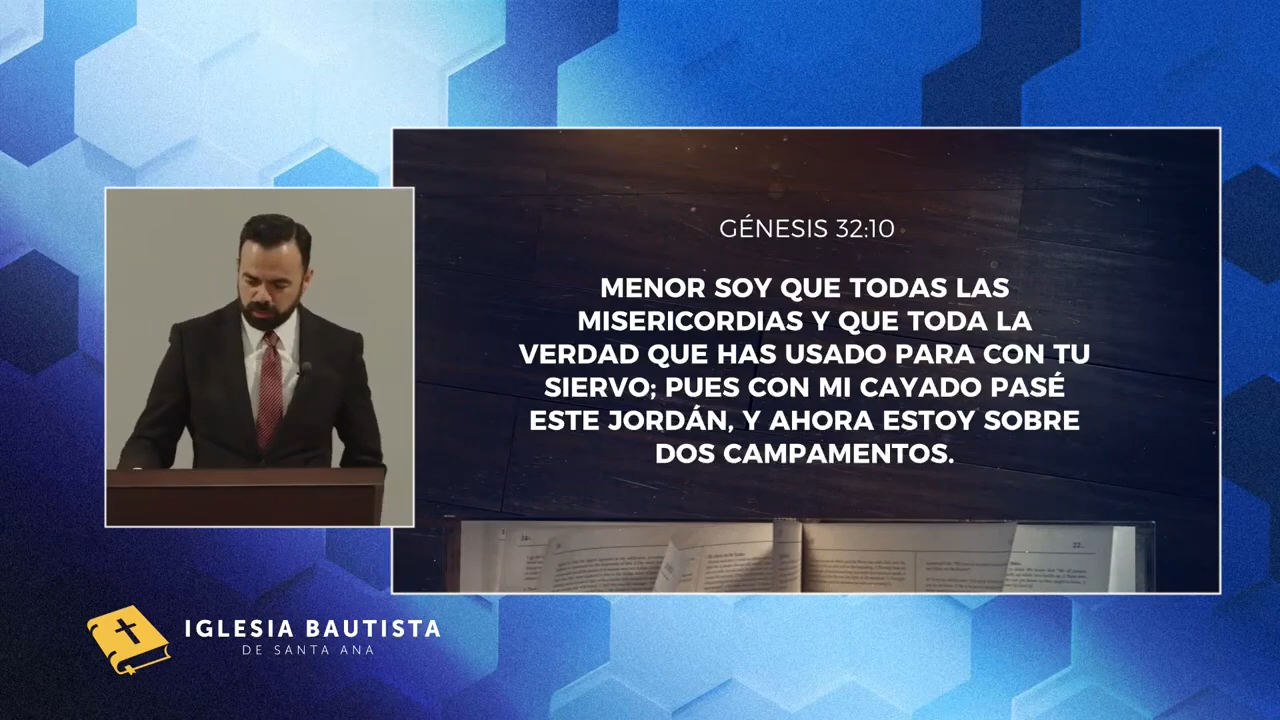 GÉNESIS 32:10
MENOR SOY QUE TODAS LAS
MISERICORDIAS Y QUE TODA LA
VERDAD QUE HAS USADO PARA CON TU
SIERVO; PUES CON MI CAYADO PASÉ
ESTE JORDÁN, Y AHORA ESTOY SOBRE
DOS CAMPAMENTOS.
IGLESIA BAUTISTA
DE SANTA ANA